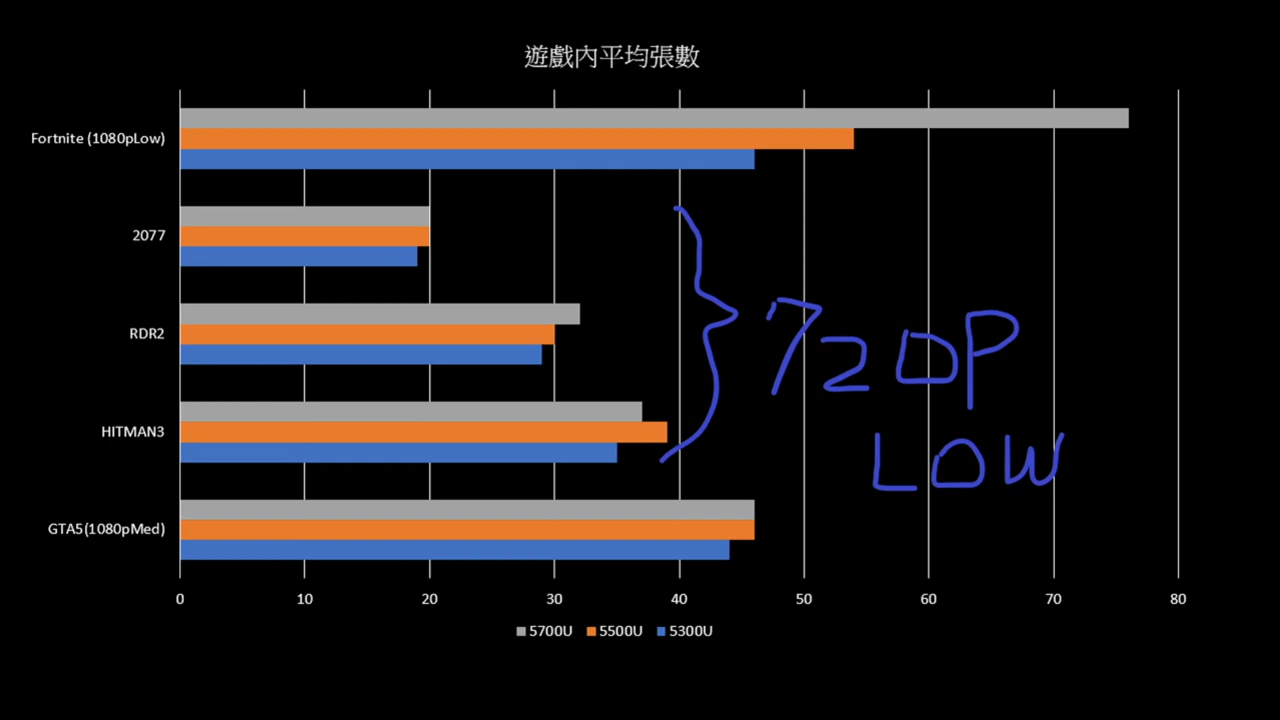 遊戲內平均張數
Fortnite (1080pLow)
2077
RDR2
HITMAN3
GTA5(1080pMed)
720P
LOW
0 10 20 30 40 50 60 70 80
5700U 5500U 5300U